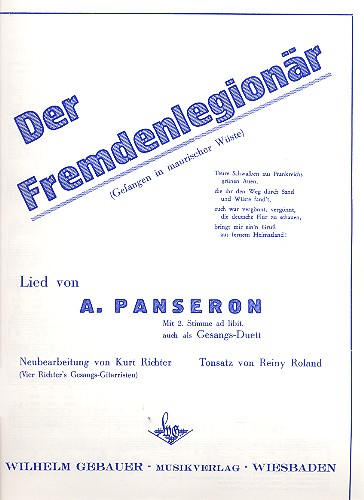 Der
Fremdenlegionär
(Gefangen in maurischer Wüste)
Teure Schwalben aus Frankreichs
grünen Auen,
die ihr den Weg durch Sand
und Wüste fand't,
euch war vergönnt, vergönnt,
die deutsche Flur zu schauen,
bringt mir ein'n Gruß
aus fernem Heimatland!
Lied von
A. PANSERON
Mit 2. Stimme ad libit.
auch als Gesangs-Duett
Neubearbeitung von Kurt Richter
(Vier Richter's Gesangs-Gitarristen)
Tonsatz von Reiny Roland
WILHELM GEBAUER · MUSIKVERLAG · WIESBADEN